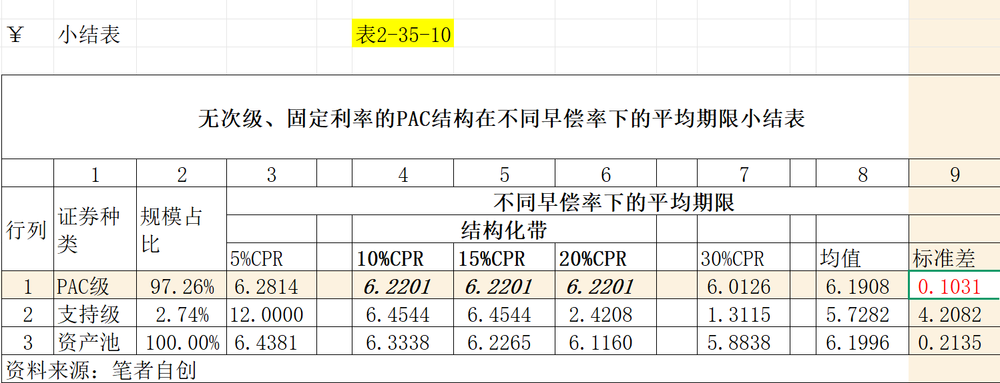 ¥ 小结表 表2-35-10
无次级、固定利率的PAC结构在不同早偿率下的平均期限小结表
1 2 3 4 5 6 7 8 9
行列 证券种类 规模占比 不同早偿率下的平均期限
结构化带
5%CPR 10%CPR 15%CPR 20%CPR 30%CPR 均值 标准差
1 PAC级 97.26% 6.2814 6.2201 6.2201 6.2201 6.0126 6.1908 0.1031
2 支持级 2.74% 12.0000 6.4544 6.4544 2.4208 1.3115 5.7282 4.2082
3 资产池 100.00% 6.4381 6.3338 6.2265 6.1160 5.8838 6.1996 0.2135
资料来源：笔者自创